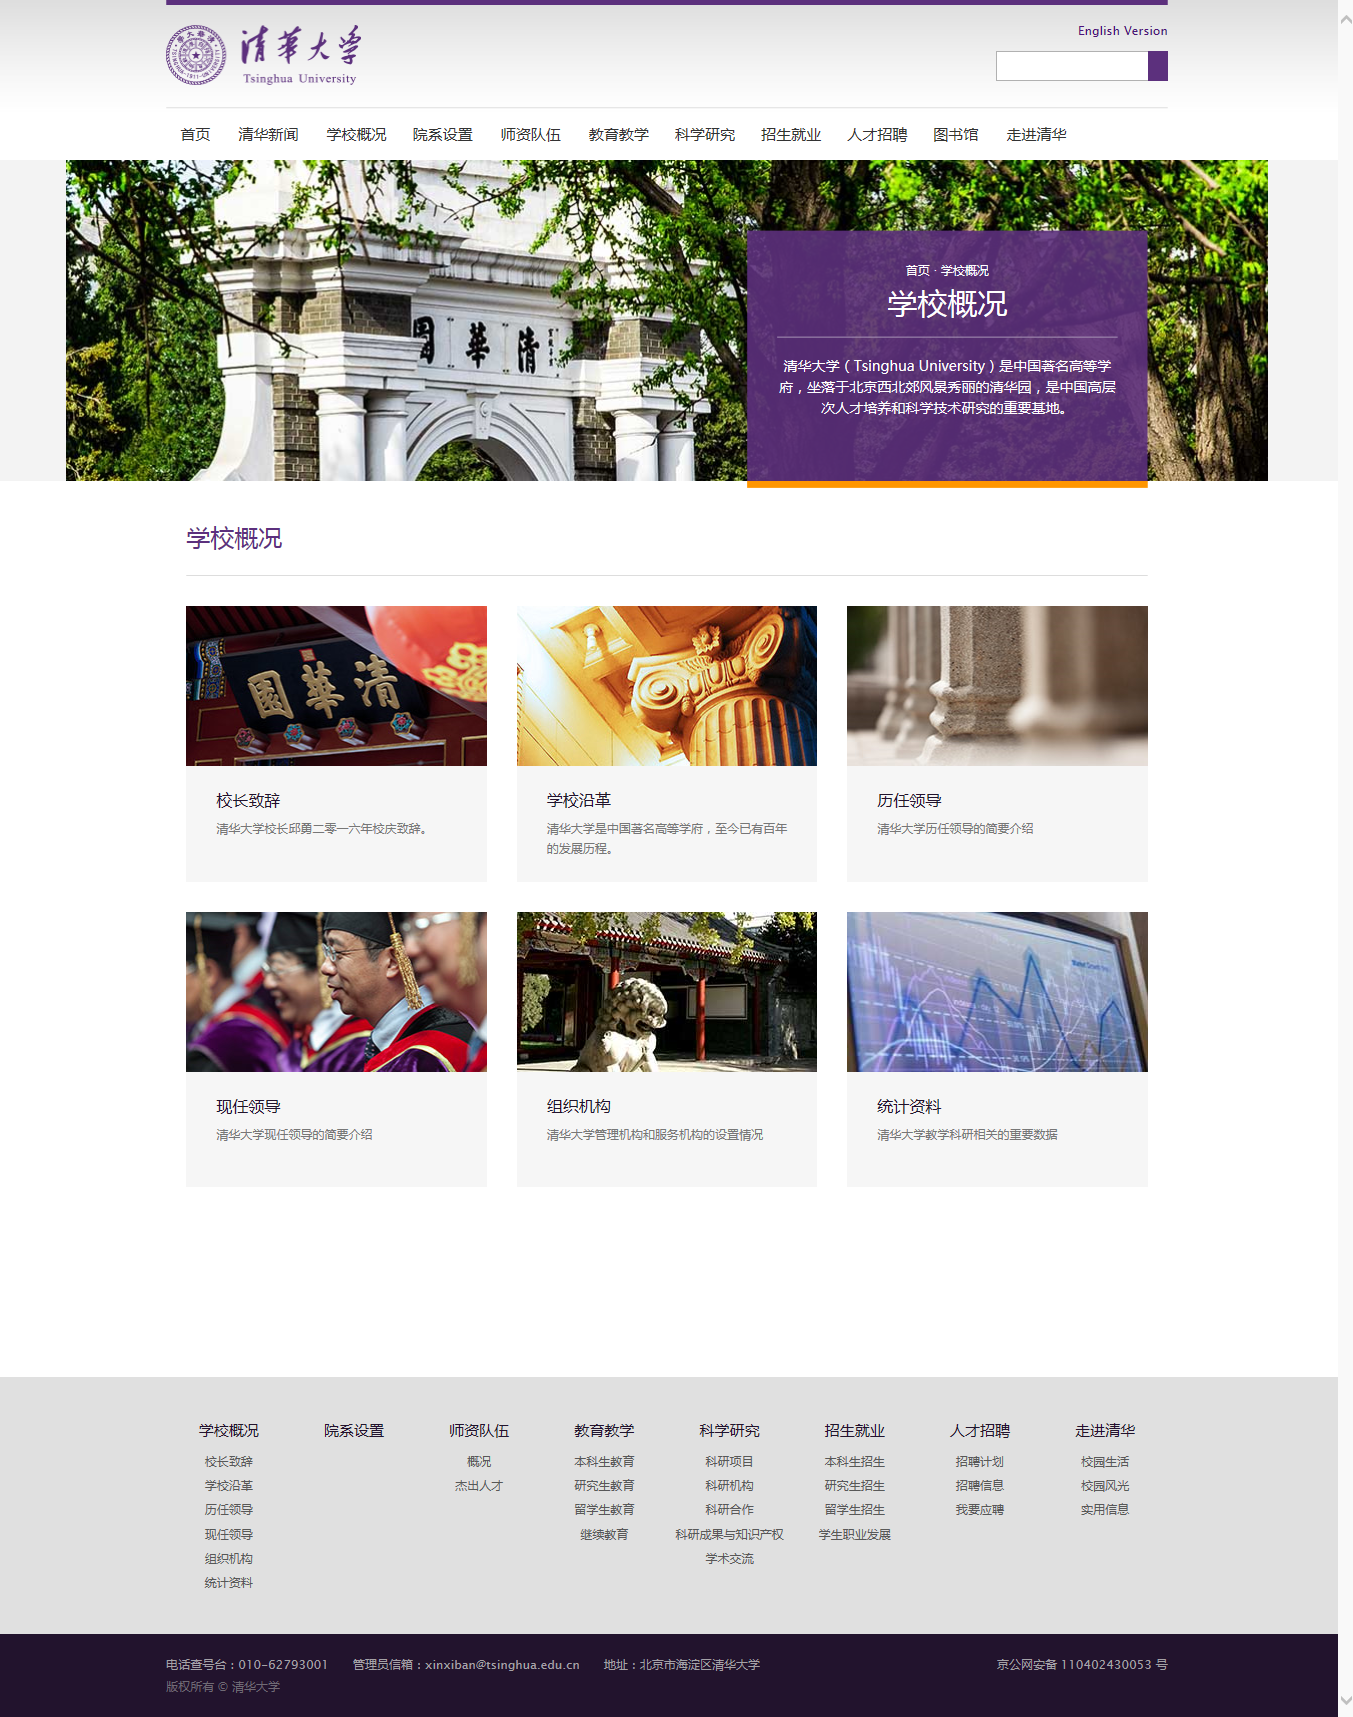 清華大学
Tsinghua University
English Version
首页 清华新闻 学校概况 院系设置 师资队伍 教育教学 科学研究 招生就业 人才招聘 图书馆 走进清华
園華清
首页 · 学校概况
学校概况
清华大学（Tsinghua University）是中国著名高等学
府，坐落于北京西北郊风景秀丽的清华园，是中国高层
次人才培养和科学技术研究的重要基地。
学校概况
園華清
校长致辞
清华大学校长邱勇二零一六年校庆致辞。
学校沿革
清华大学是中国著名高等学府，至今已有百年
的发展历程。
历任领导
清华大学历任领导的简要介绍
现任领导
清华大学现任领导的简要介绍
组织机构
清华大学管理机构和服务机构的设置情况
统计资料
清华大学教学科研相关的重要数据
学校概况 院系设置 师资队伍 教育教学 科学研究 招生就业 人才招聘 走进清华
校长致辞 概况 本科生教育 科研项目 本科生招生 招聘计划 校园生活
学校沿革 杰出人才 研究生教育 科研机构 研究生招生 招聘信息 校园风光
历任领导 留学生教育 科研合作 留学生招生 我要应聘 实用信息
现任领导 继续教育 科研成果与知识产权 学生职业发展
组织机构 学术交流
统计资料
电话查号台：010-62793001 管理员信箱：xinxiban@tsinghua.edu.cn 地址：北京市海淀区清华大学 京公网安备 110402430053 号
版权所有 © 清华大学